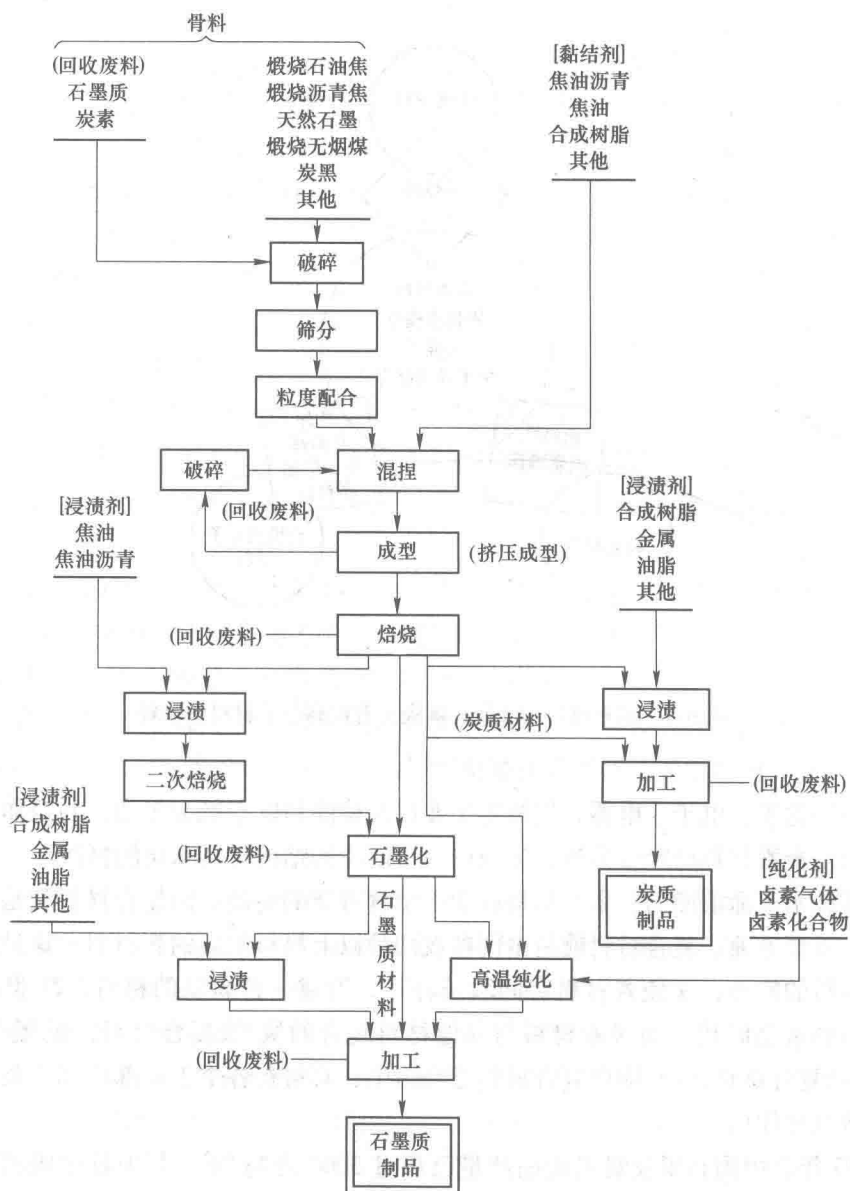 骨料
(回收废料)
石墨质
炭素
煅烧石油焦
煅烧沥青焦
天然石墨
煅烧无烟煤
炭黑
其他
[黏结剂]
焦油沥青
焦油
合成树脂
其他
破碎
筛分
粒度配合
破碎
混捏
(回收废料)
成型
(挤压成型)
[浸渍剂]
焦油
焦油沥青
[浸渍剂]
合成树脂
金属
油脂
其他
(回收废料)
焙烧
浸渍
浸渍
(炭质材料)
二次焙烧
加工
(回收废料)
[浸渍剂]
合成树脂
金属
油脂
其他
(回收废料)
石墨化
炭质
制品
[纯化剂]
卤素气体
卤素化合物
石墨质材料
浸渍
高温纯化
(回收废料)
加工
石墨质
制品